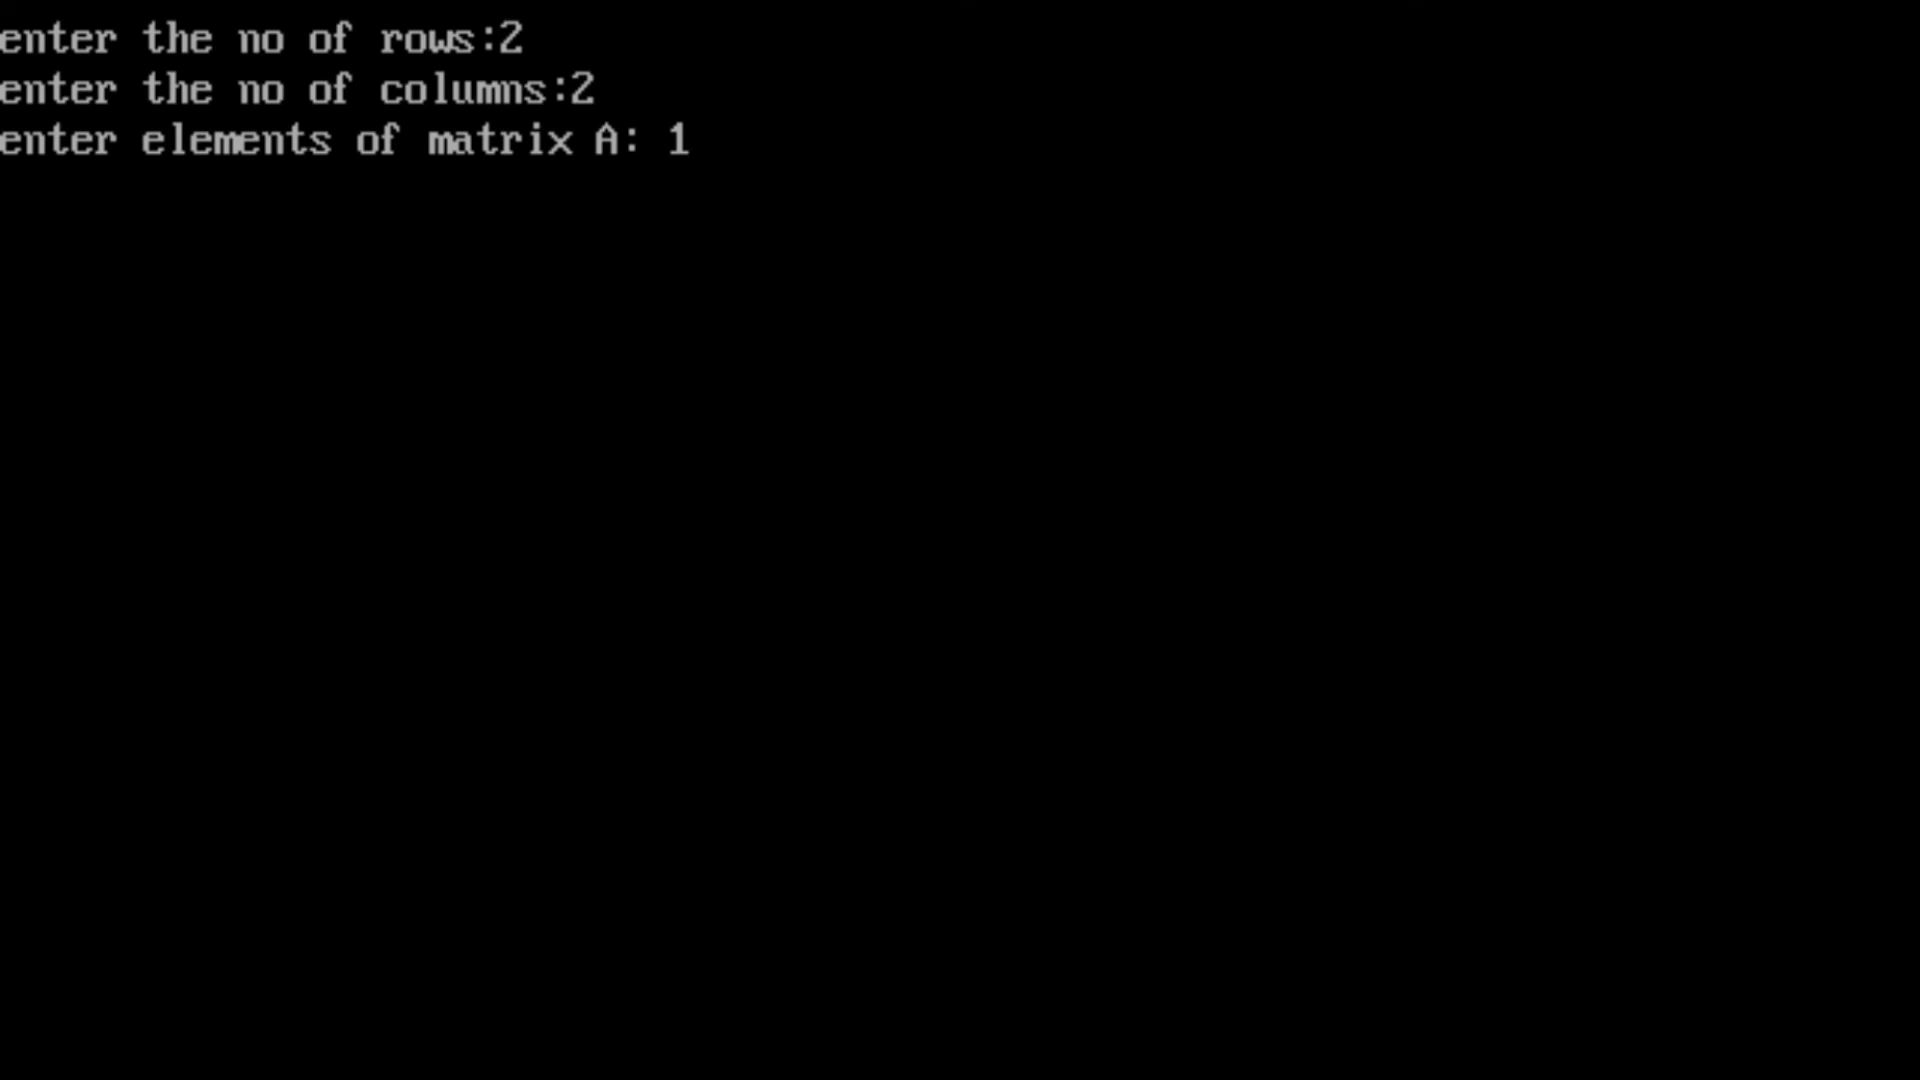 enter the no of rows:2
enter the no of columns:2
enter elements of matrix A: 1